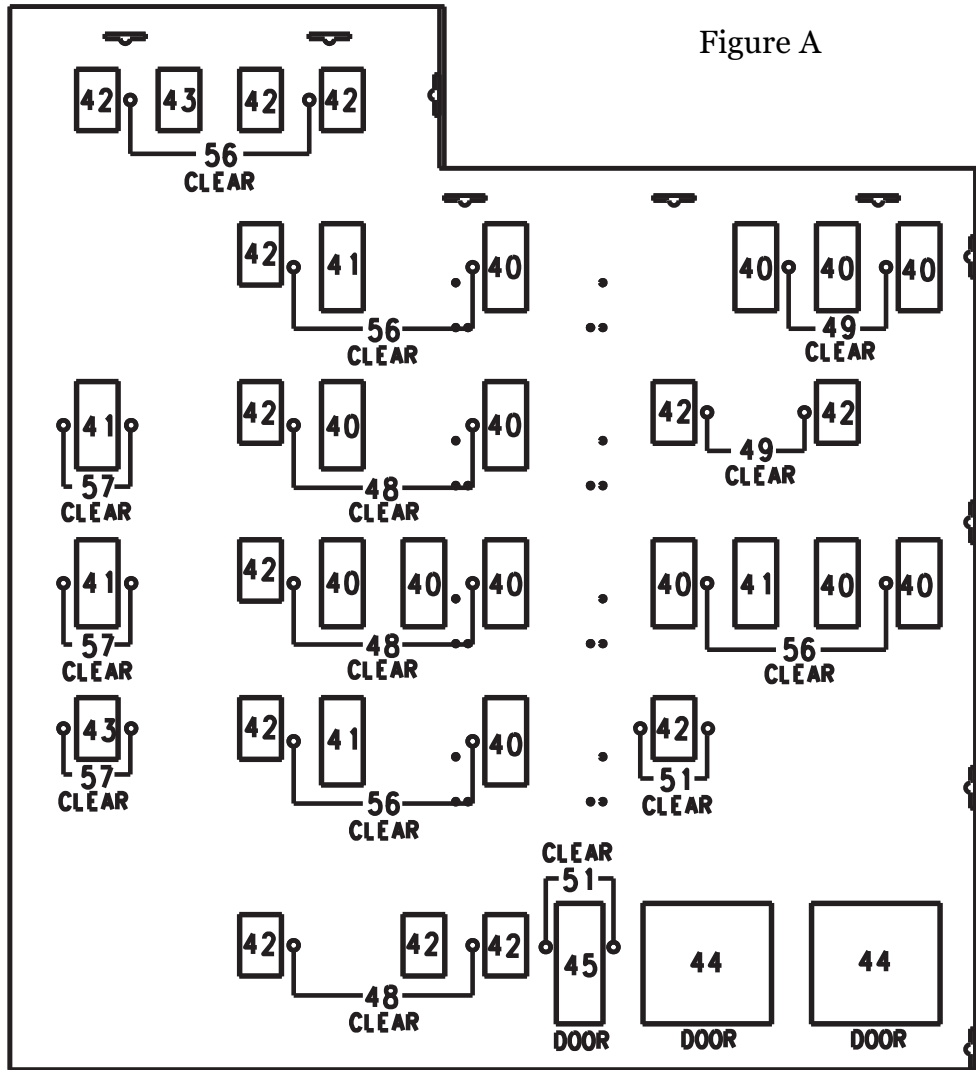 Figure A
42 43 42 42
56
CLEAR
42 41 40 40 40 40
56 49
CLEAR CLEAR
41 42 40 40 42 42
49
57 48 CLEAR
CLEAR CLEAR
41 42 40 40 40 40 41 40 40
57 48 56
CLEAR CLEAR CLEAR
43 42 41 40 42
57 51
CLEAR 56 CLEAR
CLEAR
CLEAR
51
42 42 42 45 44 44
48
CLEAR DOOR DOOR DOOR